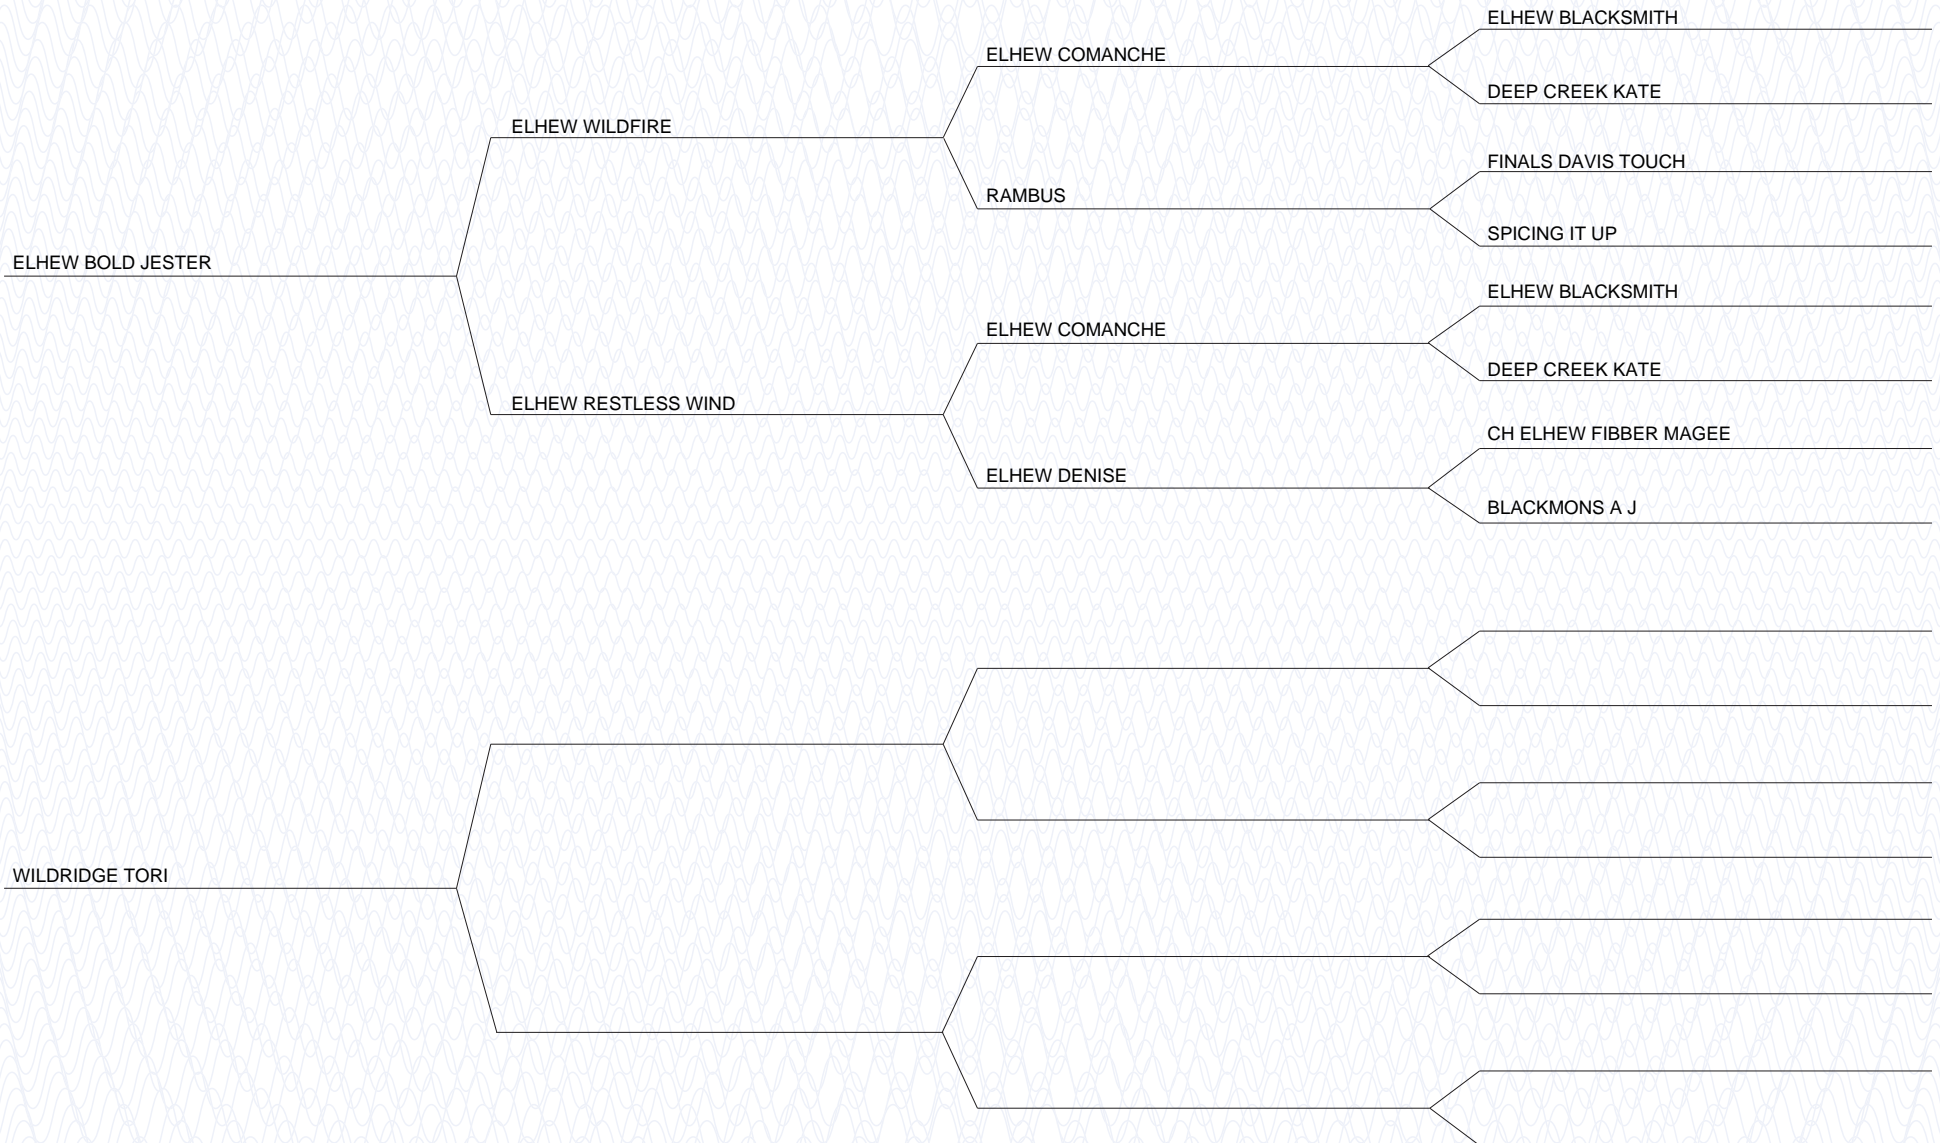 ELHEW BLACKSMITH
ELHEW COMANCHE
DEEP CREEK KATE
ELHEW WILDFIRE
FINALS DAVIS TOUCH
RAMBUS
SPICING IT UP
ELHEW BOLD JESTER
ELHEW BLACKSMITH
ELHEW COMANCHE
DEEP CREEK KATE
ELHEW RESTLESS WIND
CH ELHEW FIBBER MAGEE
ELHEW DENISE
BLACKMONS A J
WILDRIDGE TORI